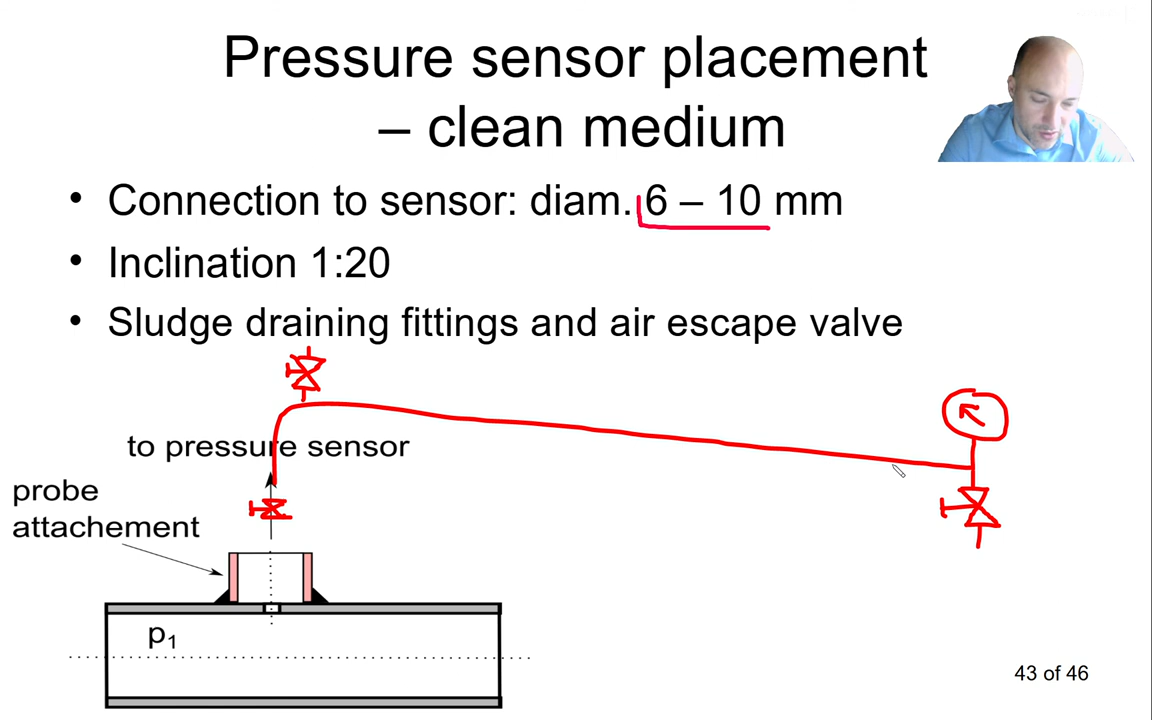 Pressure sensor placement
– clean medium
• Connection to sensor: diam. 6 – 10 mm
• Inclination 1:20
• Sludge draining fittings and air escape valve
to pressure sensor
probe
attachement
p₁
43 of 46